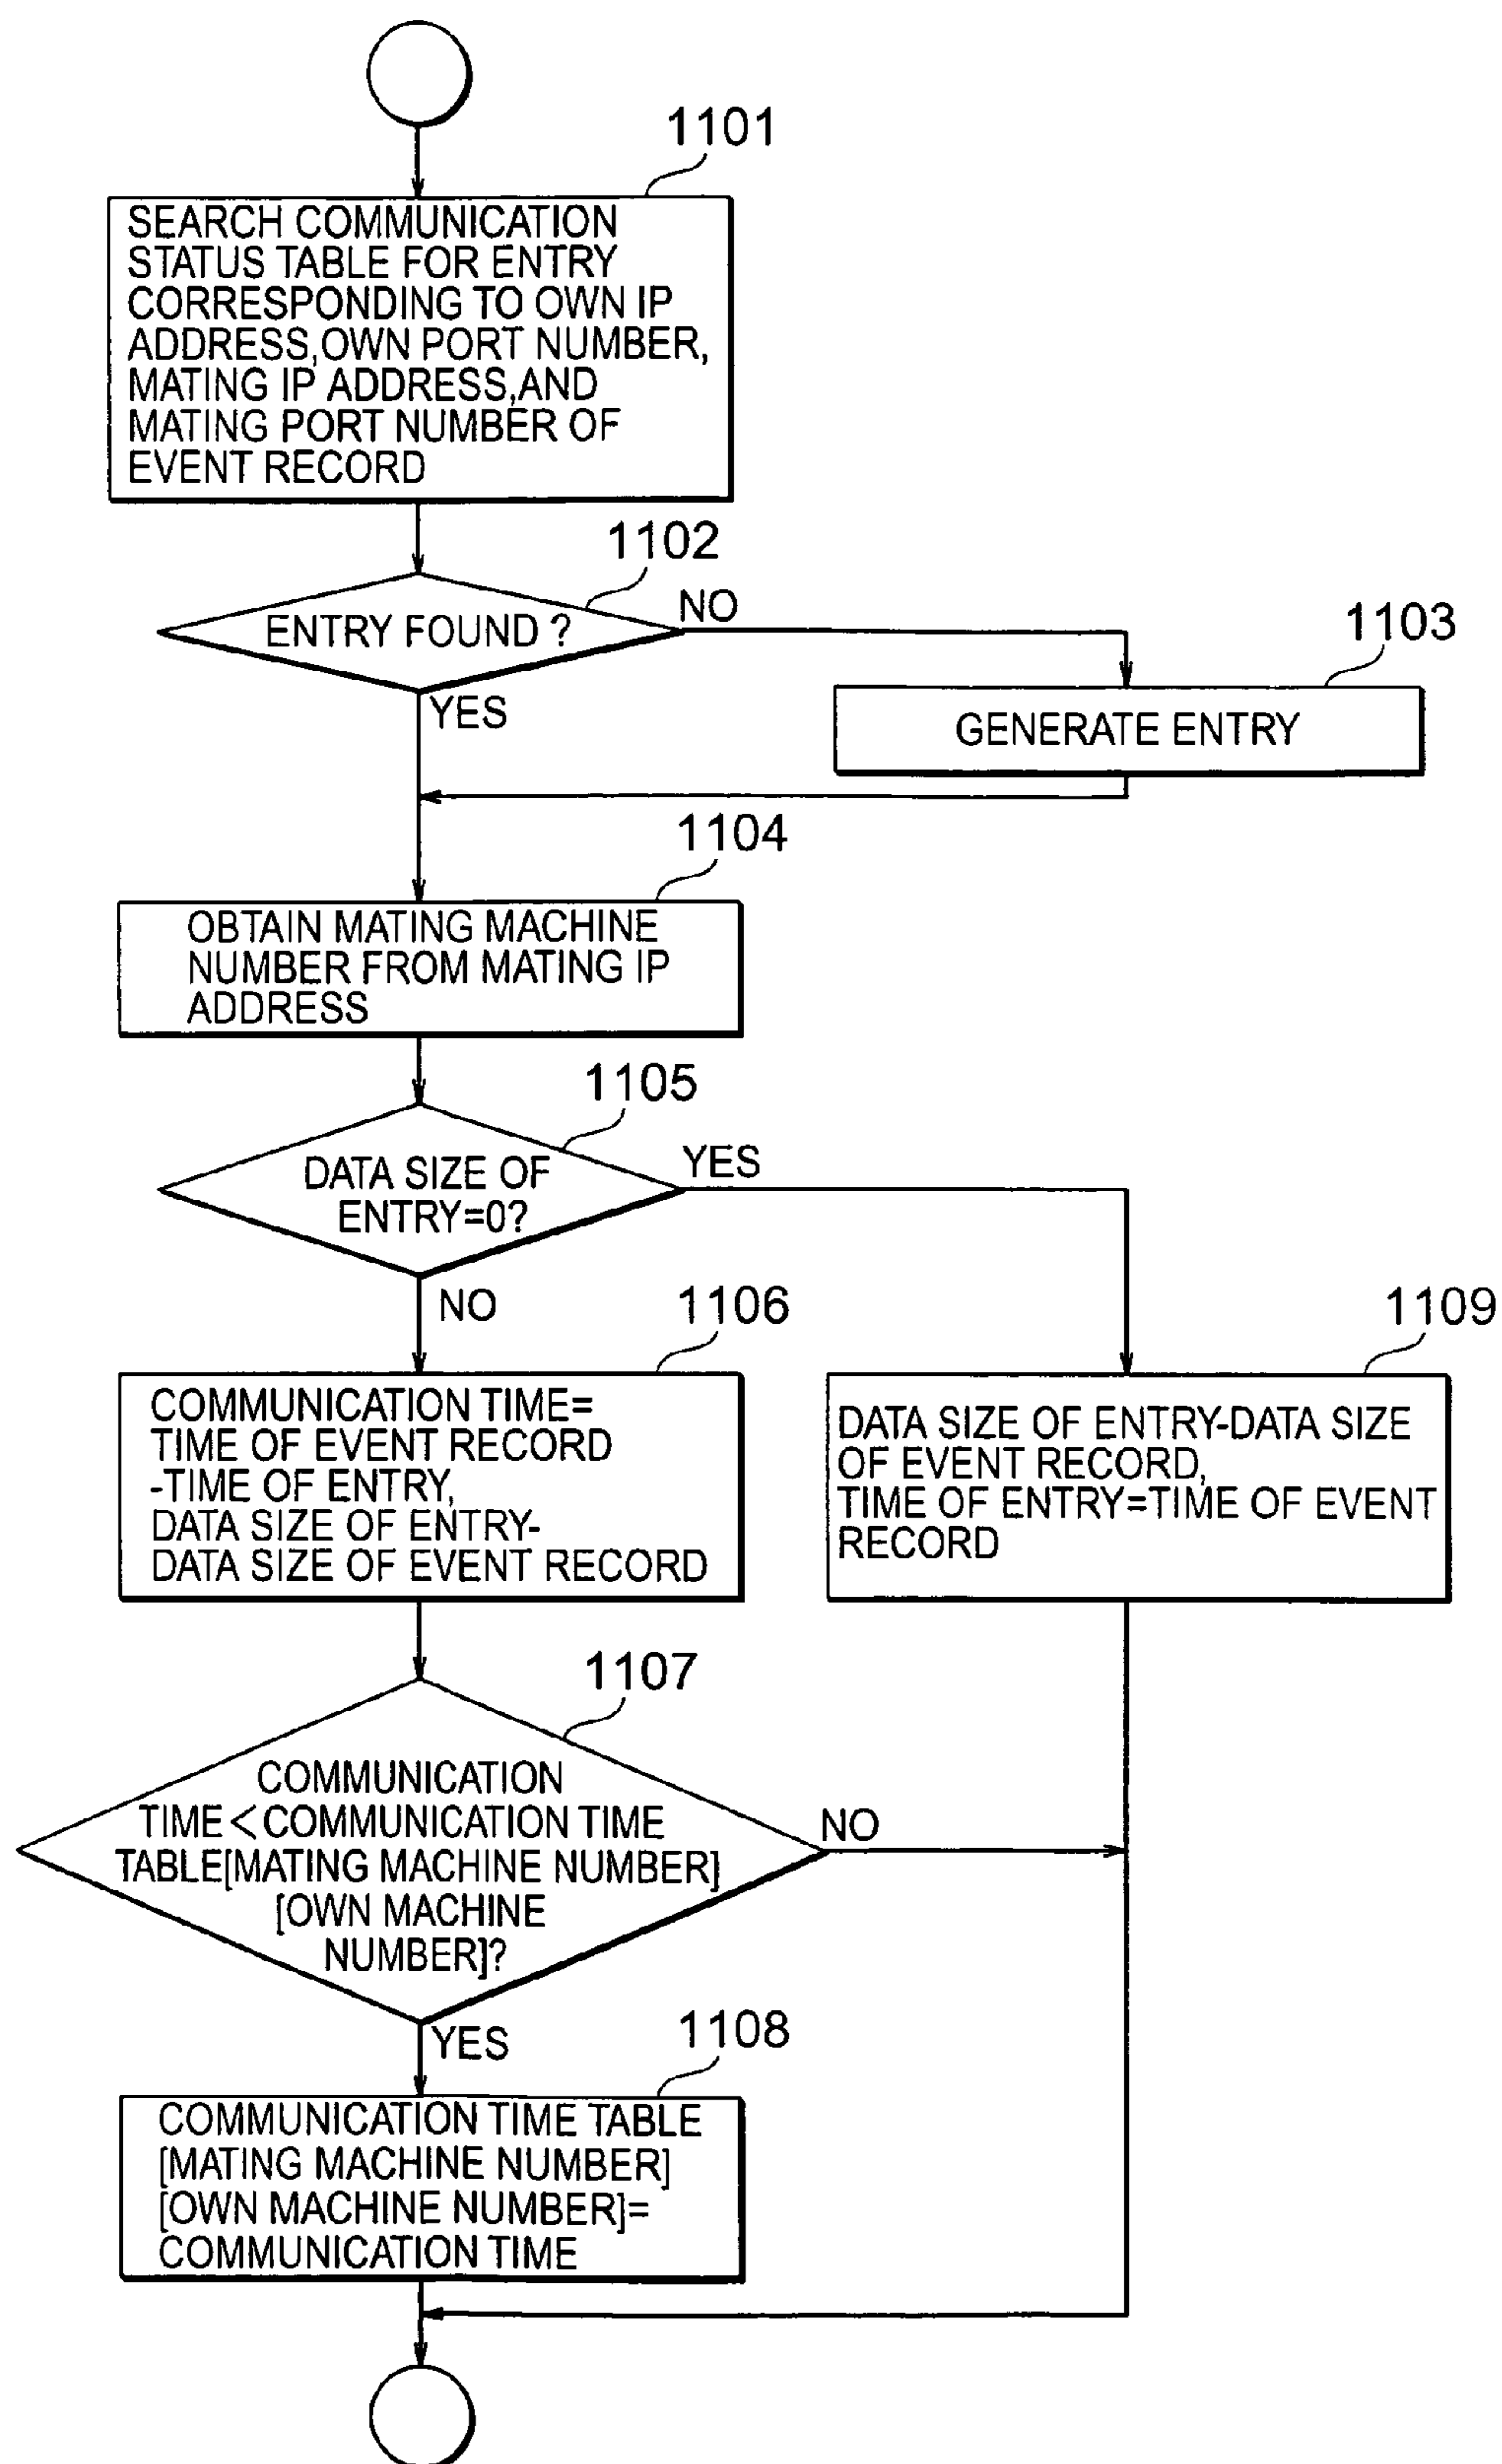 1101
SEARCH COMMUNICATION
STATUS TABLE FOR ENTRY
CORRESPONDING TO OWN IP
ADDRESS,OWN PORT NUMBER,
MATING IP ADDRESS,AND
MATING PORT NUMBER OF
EVENT RECORD
1102
ENTRY FOUND ?
NO
YES
1103
GENERATE ENTRY
1104
OBTAIN MATING MACHINE
NUMBER FROM MATING IP
ADDRESS
1105
DATA SIZE OF
ENTRY=0?
YES
NO
1106
COMMUNICATION TIME=
TIME OF EVENT RECORD
-TIME OF ENTRY,
DATA SIZE OF ENTRY-
DATA SIZE OF EVENT RECORD
1109
DATA SIZE OF ENTRY-DATA SIZE
OF EVENT RECORD,
TIME OF ENTRY=TIME OF EVENT
RECORD
1107
COMMUNICATION
TIME<COMMUNICATION TIME
TABLE[MATING MACHINE NUMBER]
[OWN MACHINE
NUMBER]?
NO
YES
1108
COMMUNICATION TIME TABLE
[MATING MACHINE NUMBER]
[OWN MACHINE NUMBER]=
COMMUNICATION TIME